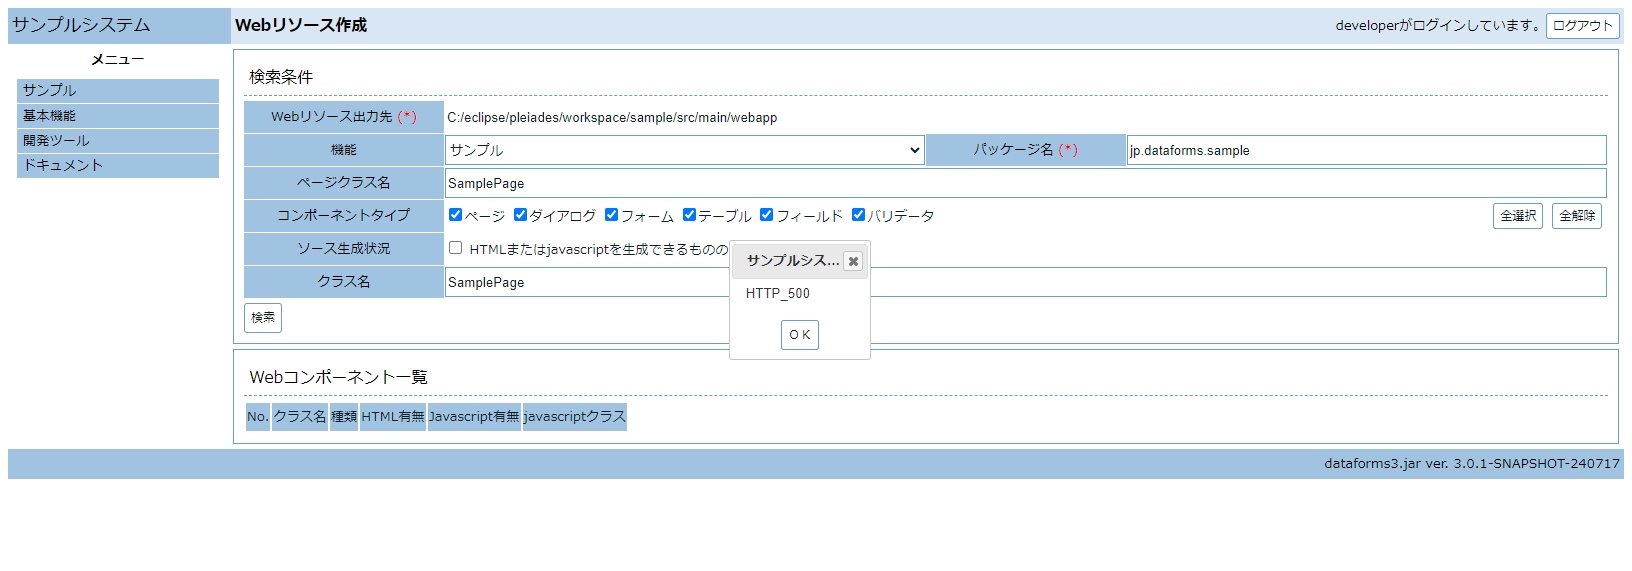 サンプルシステム
Webリソース作成
developerがログインしています。 ログアウト
メニュー
サンプル
基本機能
開発ツール
ドキュメント
検索条件
Webリソース出力先 (*) C:/eclipse/pleiades/workspace/sample/src/main/webapp
機能 サンプル パッケージ名 (*) jp.dataforms.sample
ページクラス名 SamplePage
コンポーネントタイプ ページ ダイアログ フォーム テーブル フィールド バリデータ 全選択 全解除
ソース生成状況 HTMLまたはjavascriptを生成できるものの
クラス名 SamplePage
検索
サンプルシス...
HTTP_500
ＯＫ
Webコンポーネント一覧
No. クラス名 種類 HTML有無 Javascript有無 javascriptクラス
dataforms3.jar ver. 3.0.1-SNAPSHOT-240717